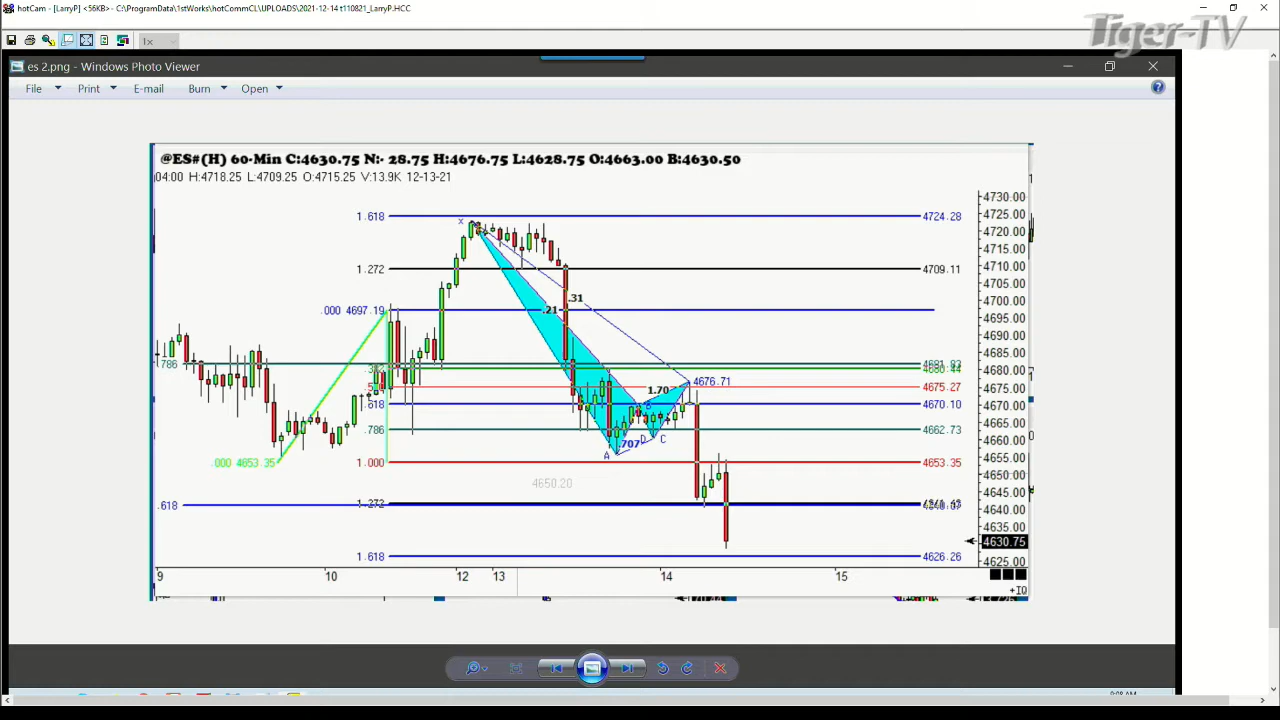 hotCam - [LarryP] <56KB> - C:\ProgramData\1stWorks\hotCommCL\UPLOADS\2021-12-14 t110821_LarryP.HCC
Tiger-TV
1x
es 2.png - Windows Photo Viewer
File Print E-mail Burn Open
@ES#(H) 60-Min C:4630.75 N:- 28.75 H:4676.75 L:4628.75 O:4663.00 B:4630.50
04:00 H:4718.25 L:4709.25 O:4715.25 V:13.9K 12-13-21
4730.00
4725.00
1.618 X 4724.28
4720.00
4715.00
4710.00
1.272 4709.11
4705.00
4700.00
.31
.000 4697.19 .21
4695.00
4690.00
4685.00
.786
4680.00
4676.71
1.70 4675.27 4675.00
.618 B 4670.10 4670.00
4665.00
.786 4662.73
.707 D C 4660.00
A
4655.00
.000 4653.35 1.000 4653.35
4650.20 4650.00
4645.00
.618 1.272
4640.00
4635.00
4630.75
1.618 4626.26 4625.00
9 10 12 13 14 15
+IQ